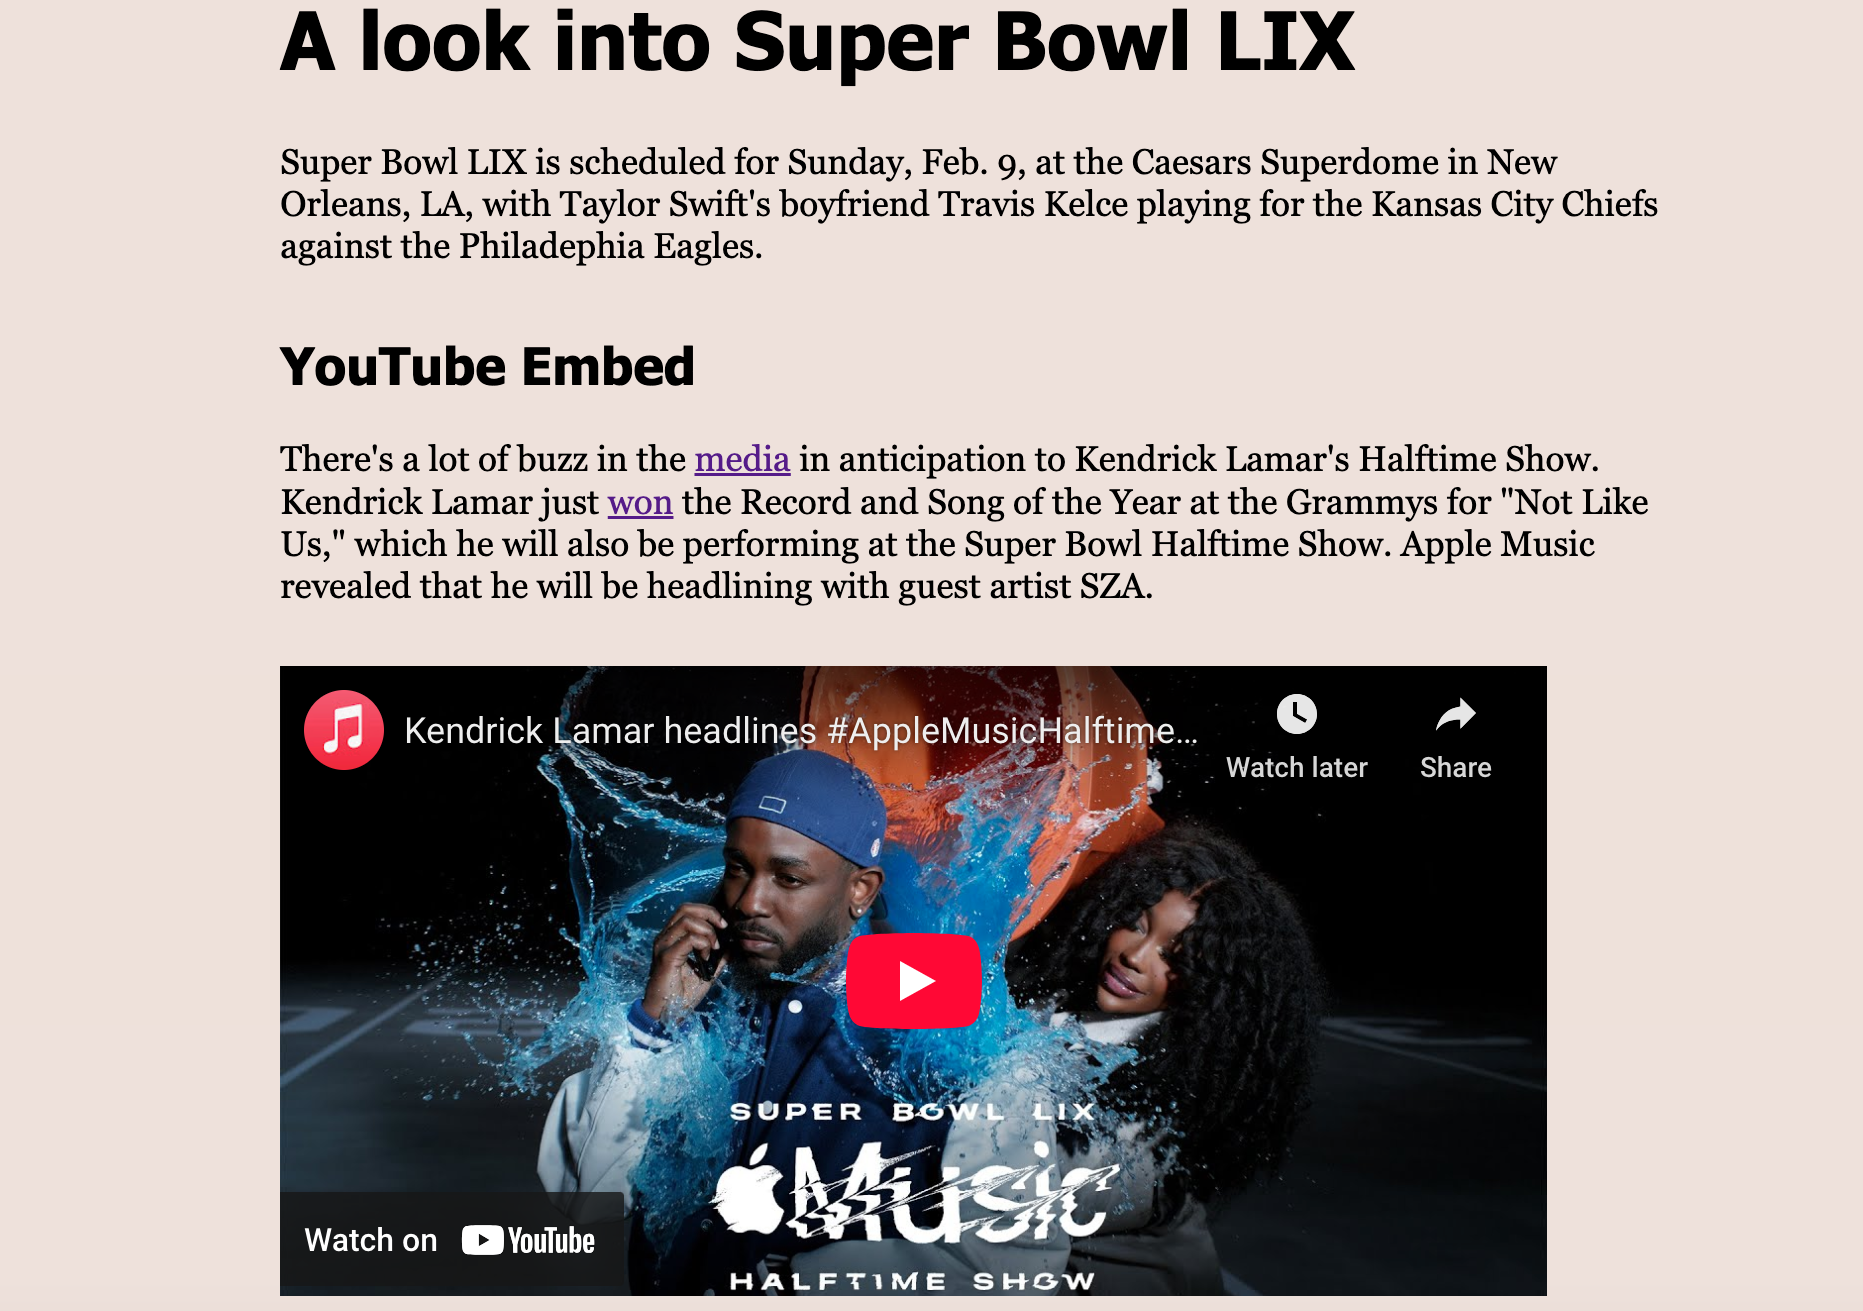 A look into Super Bowl LIX
Super Bowl LIX is scheduled for Sunday, Feb. 9, at the Caesars Superdome in New
Orleans, LA, with Taylor Swift's boyfriend Travis Kelce playing for the Kansas City Chiefs
against the Philadephia Eagles.
YouTube Embed
There's a lot of buzz in the media in anticipation to Kendrick Lamar's Halftime Show.
Kendrick Lamar just won the Record and Song of the Year at the Grammys for "Not Like
Us," which he will also be performing at the Super Bowl Halftime Show. Apple Music
revealed that he will be headlining with guest artist SZA.
Kendrick Lamar headlines #AppleMusicHalftime...
Watch later
Share
SUPER BOWL LIX
Music
HALFTIME SHOW
Watch on YouTube